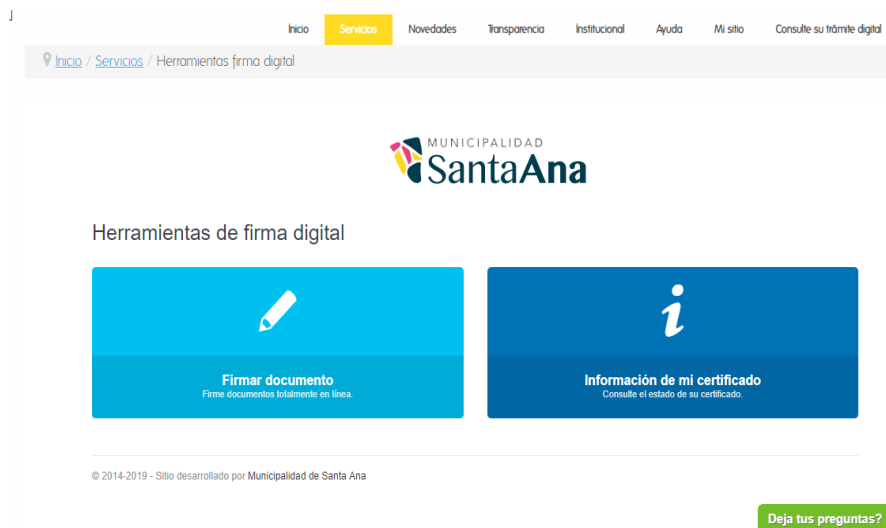 Inicio Servicios Novedades Transparencia Institucional Ayuda Mi sitio Consulte su trámite digital
Inicio / Servicios / Herramientas firma digital
MUNICIPALIDAD
SantaAna
Herramientas de firma digital
Firmar documento
Firme documentos totalmente en línea.
Información de mi certificado
Consulte el estado de su certificado.
© 2014-2019 - Sitio desarrollado por Municipalidad de Santa Ana
Deja tus preguntas?